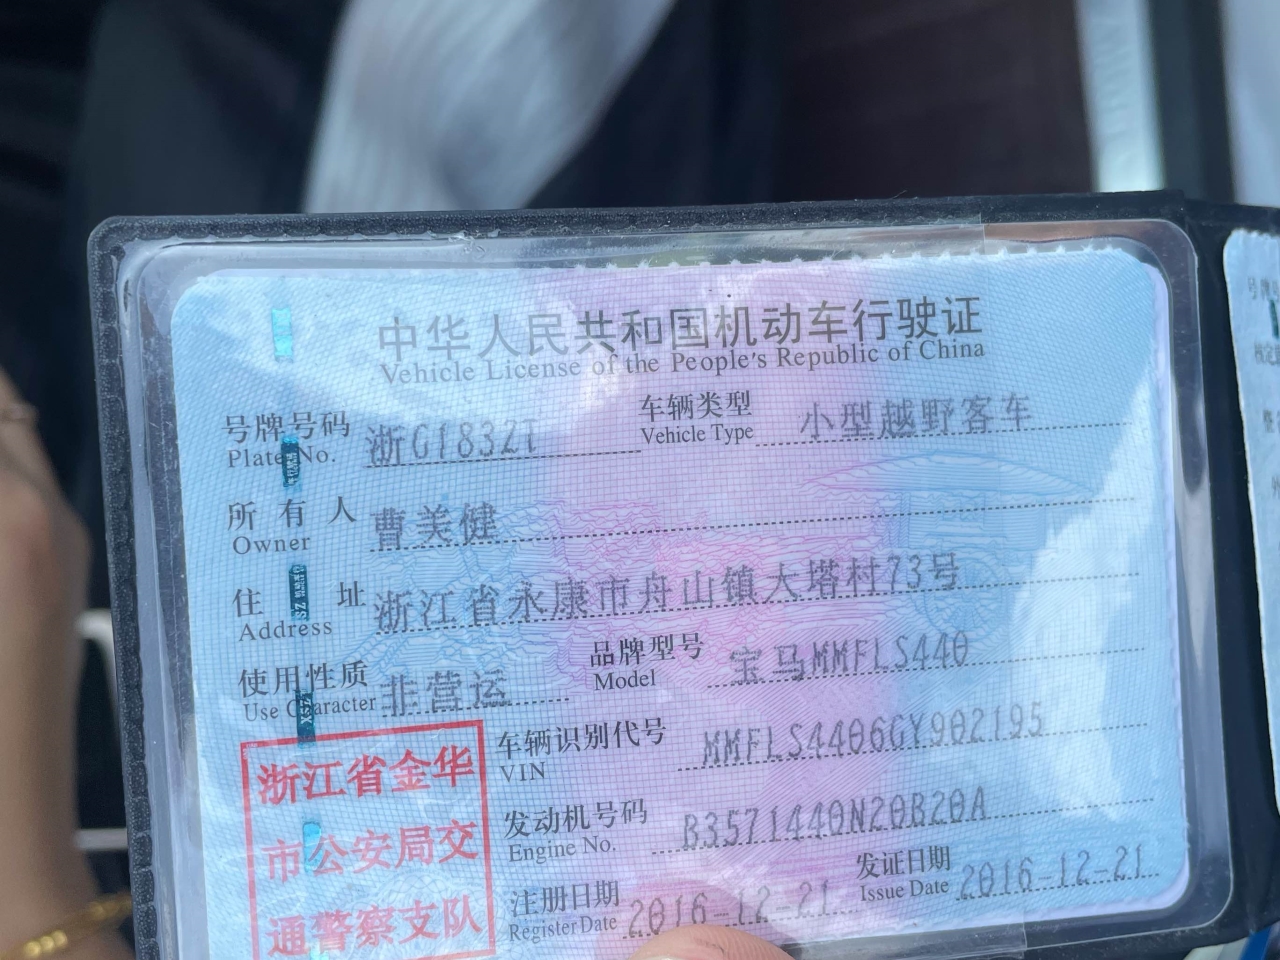 中华人民共和国机动车行驶证
Vehicle License of the People's Republic of China
号牌号码 浙G1832T 车辆类型 小型越野客车
Plate No. Vehicle Type
所有人 曹美健
Owner
住址 浙江省永康市舟山镇大塔村73号
Address
使用性质 非营运 品牌型号 宝马MMFLS440
Use Character Model
车辆识别代号 MMFLS4406GY902195
VIN
发动机号码 B3571440N20B20A
Engine No.
注册日期 2016-12-21 发证日期 2016-12-21
Register Date Issue Date
浙江省金华
市公安局交
通警察支队